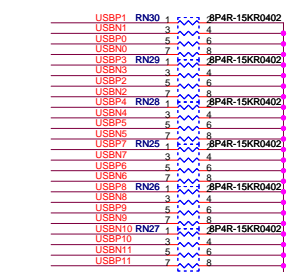 USBP1 RN30 1 2 8P4R-15KR0402
USBN1 3 4
USBP0 5 6
USBN0 7 8
USBP3 RN29 1 2 8P4R-15KR0402
USBN3 3 4
USBP2 5 6
USBN2 7 8
USBP4 RN28 1 2 8P4R-15KR0402
USBN4 3 4
USBP5 5 6
USBN5 7 8
USBP7 RN25 1 2 8P4R-15KR0402
USBN7 3 4
USBP6 5 6
USBN6 7 8
USBP8 RN26 1 2 8P4R-15KR0402
USBN8 3 4
USBP9 5 6
USBN9 7 8
USBN10 RN27 1 2 8P4R-15KR0402
USBP10 3 4
USBN11 5 6
USBP11 7 8